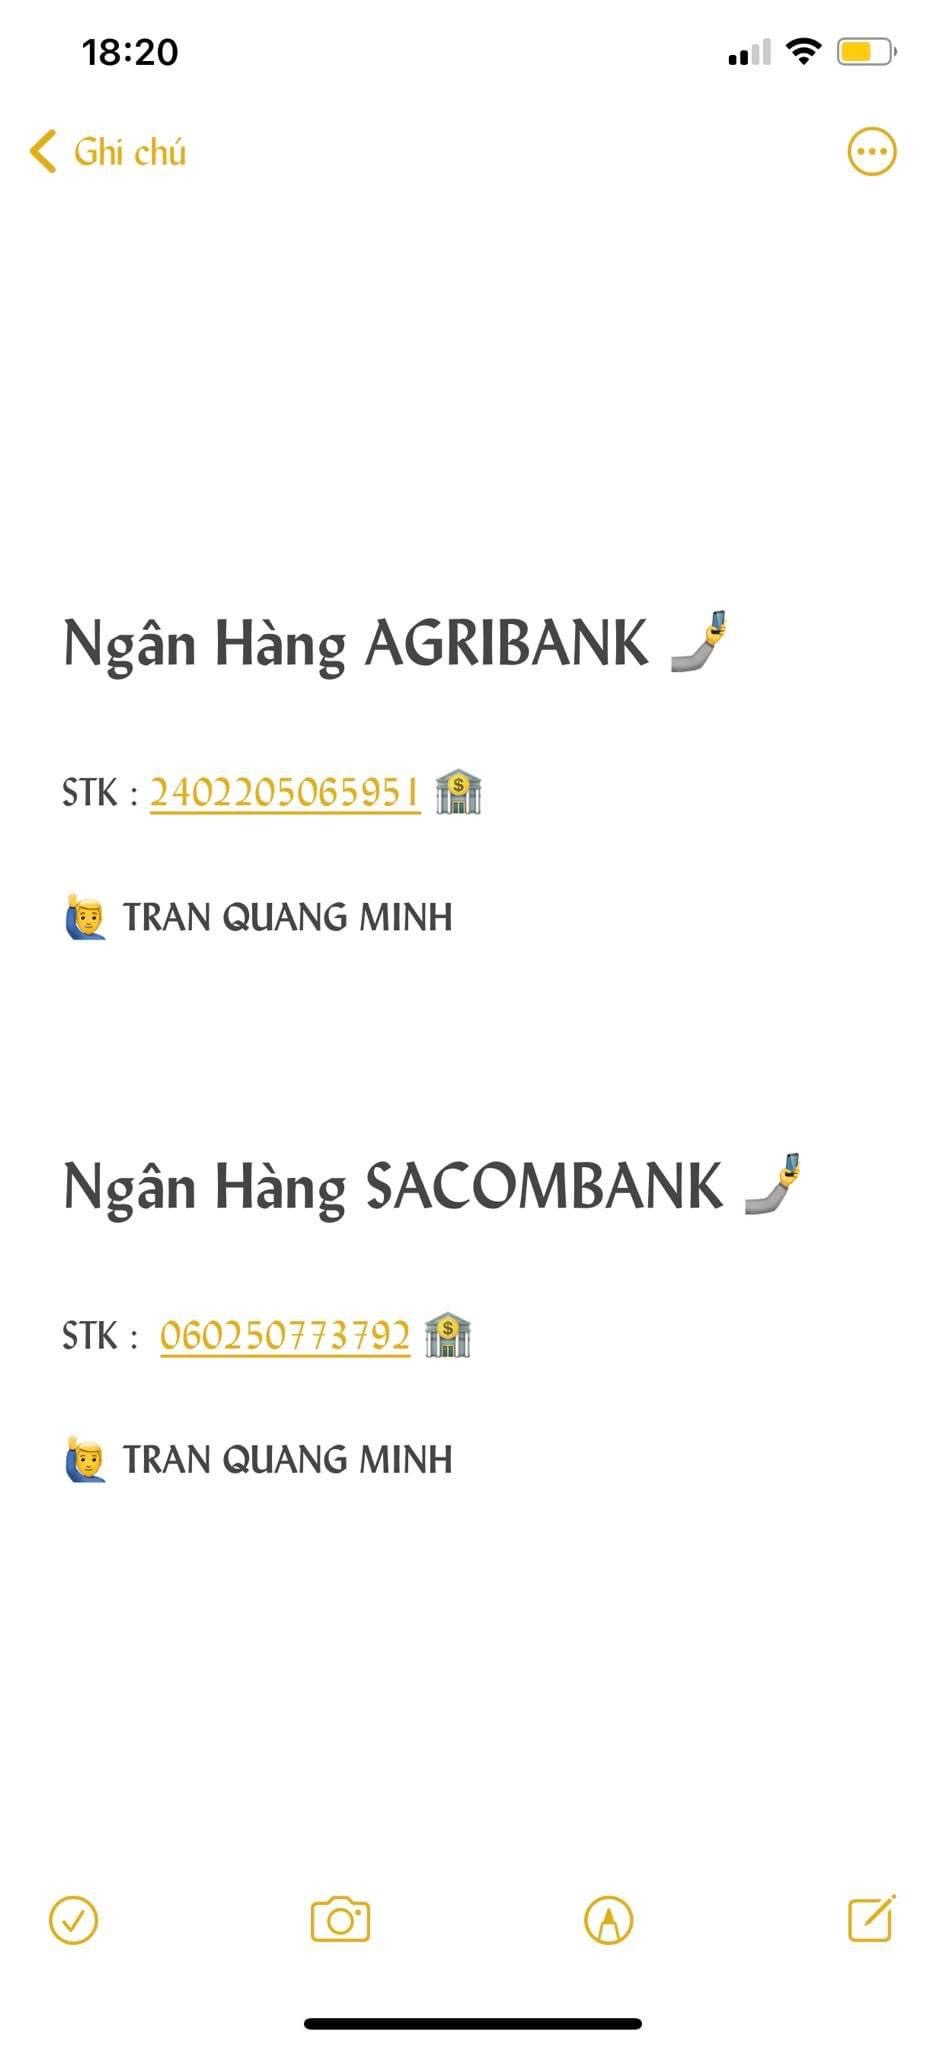 18:20
Ghi chú
Ngân Hàng AGRIBANK 🤳
STK : 2402205065951 🏦
🙋‍♂️ TRAN QUANG MINH
Ngân Hàng SACOMBANK 🤳
STK : 060250773792 🏦
🙋‍♂️ TRAN QUANG MINH